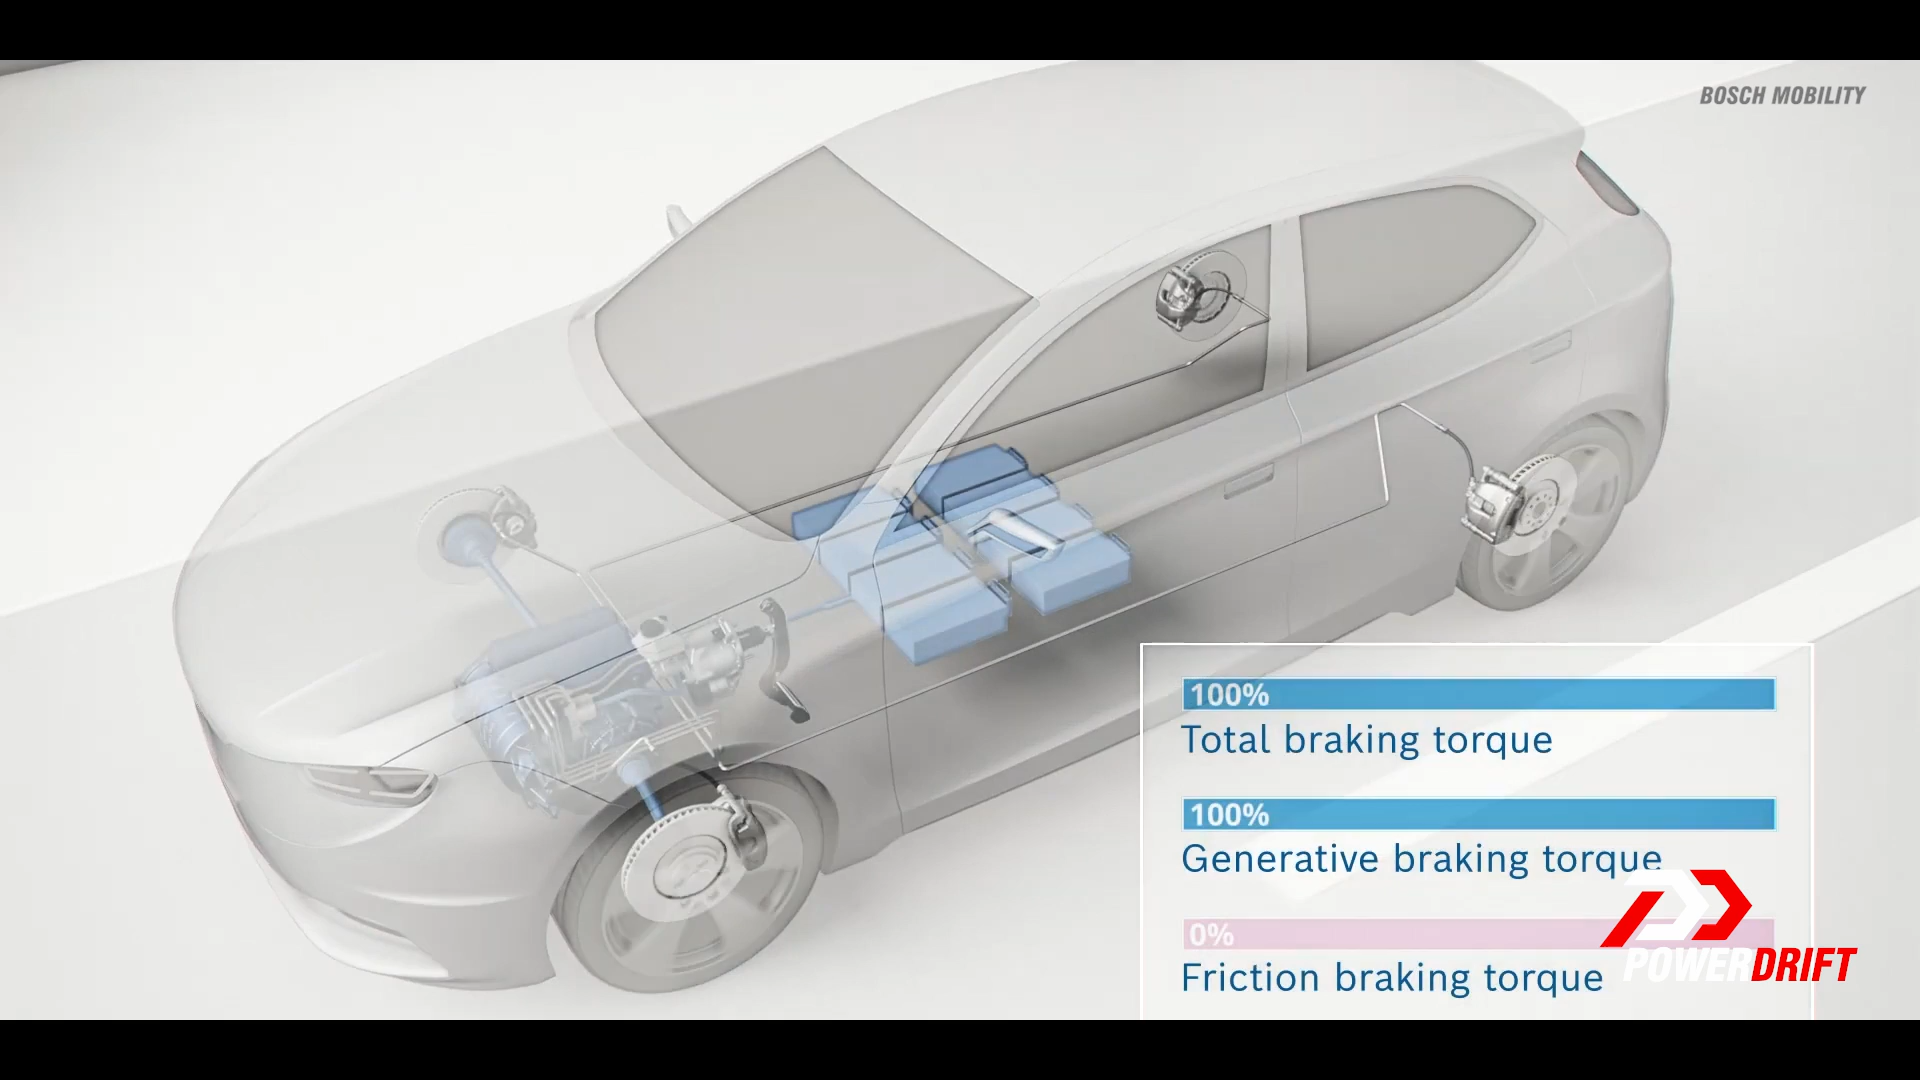 BOSCH MOBILITY
100%
Total braking torque
100%
Generative braking torque
0%
Friction braking torque
POWERDRIFT